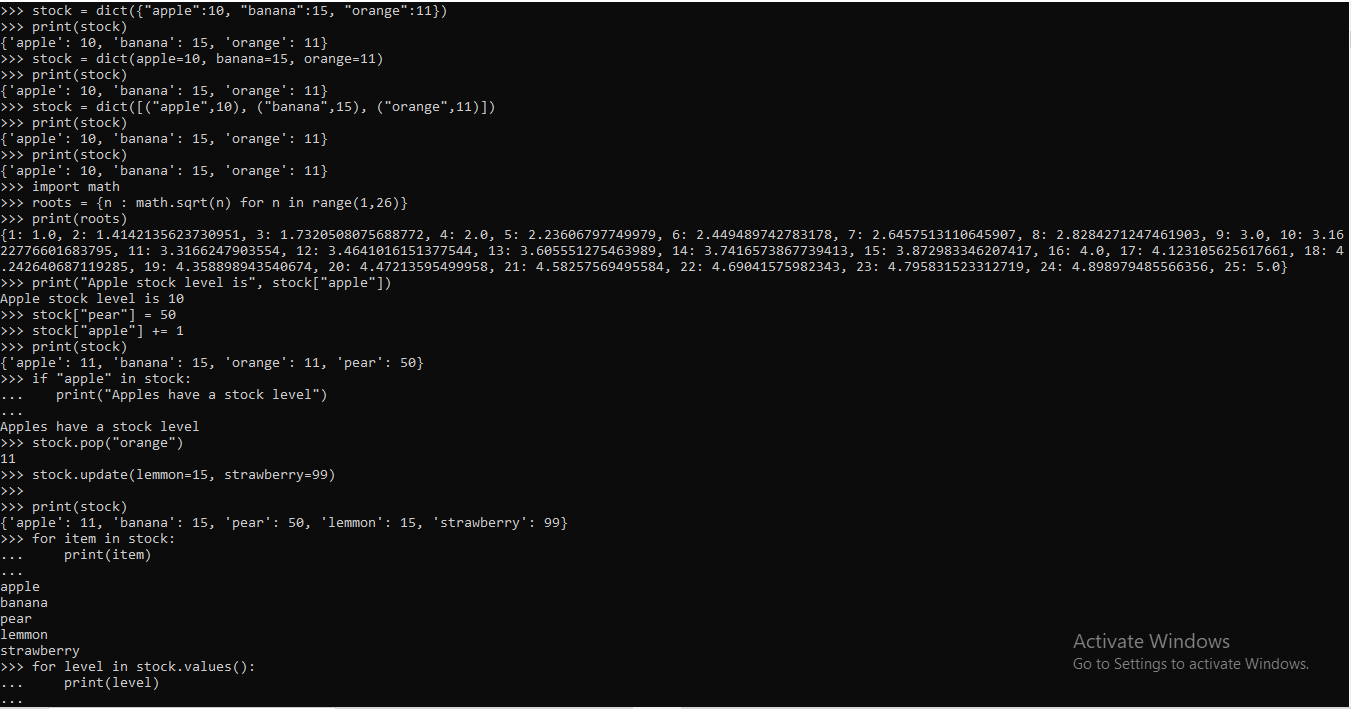 >>> stock = dict({"apple":10, "banana":15, "orange":11})
>>> print(stock)
{'apple': 10, 'banana': 15, 'orange': 11}
>>> stock = dict(apple=10, banana=15, orange=11)
>>> print(stock)
{'apple': 10, 'banana': 15, 'orange': 11}
>>> stock = dict([("apple",10), ("banana",15), ("orange",11)])
>>> print(stock)
{'apple': 10, 'banana': 15, 'orange': 11}
>>> print(stock)
{'apple': 10, 'banana': 15, 'orange': 11}
>>> import math
>>> roots = {n : math.sqrt(n) for n in range(1,26)}
>>> print(roots)
{1: 1.0, 2: 1.4142135623730951, 3: 1.7320508075688772, 4: 2.0, 5: 2.23606797749979, 6: 2.449489742783178, 7: 2.6457513110645907, 8: 2.8284271247461903, 9: 3.0, 10: 3.16
22776601683795, 11: 3.3166247903554, 12: 3.4641016151377544, 13: 3.605551275463989, 14: 3.7416573867739413, 15: 3.872983346207417, 16: 4.0, 17: 4.123105625617661, 18: 4
.242640687119285, 19: 4.358898943540674, 20: 4.47213595499958, 21: 4.58257569495584, 22: 4.69041575982343, 23: 4.795831523312719, 24: 4.898979485566356, 25: 5.0}
>>> print("Apple stock level is", stock["apple"])
Apple stock level is 10
>>> stock["pear"] = 50
>>> stock["apple"] += 1
>>> print(stock)
{'apple': 11, 'banana': 15, 'orange': 11, 'pear': 50}
>>> if "apple" in stock:
...    print("Apples have a stock level")
...
Apples have a stock level
>>> stock.pop("orange")
11
>>> stock.update(lemmon=15, strawberry=99)
>>>
>>> print(stock)
{'apple': 11, 'banana': 15, 'pear': 50, 'lemmon': 15, 'strawberry': 99}
>>> for item in stock:
...     print(item)
...
apple
banana
pear
lemmon
strawberry
>>> for level in stock.values():
...     print(level)
...
Activate Windows
Go to Settings to activate Windows.